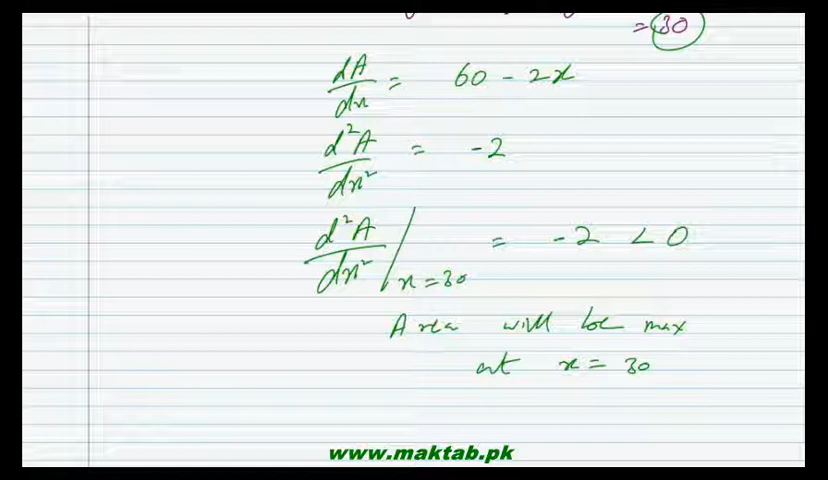 = 30
dA/dx = 60 - 2x
d²A/dx² = -2
d²A/dx² | x=30 = -2 < 0
Area will be max
at x = 30
www.maktab.pk